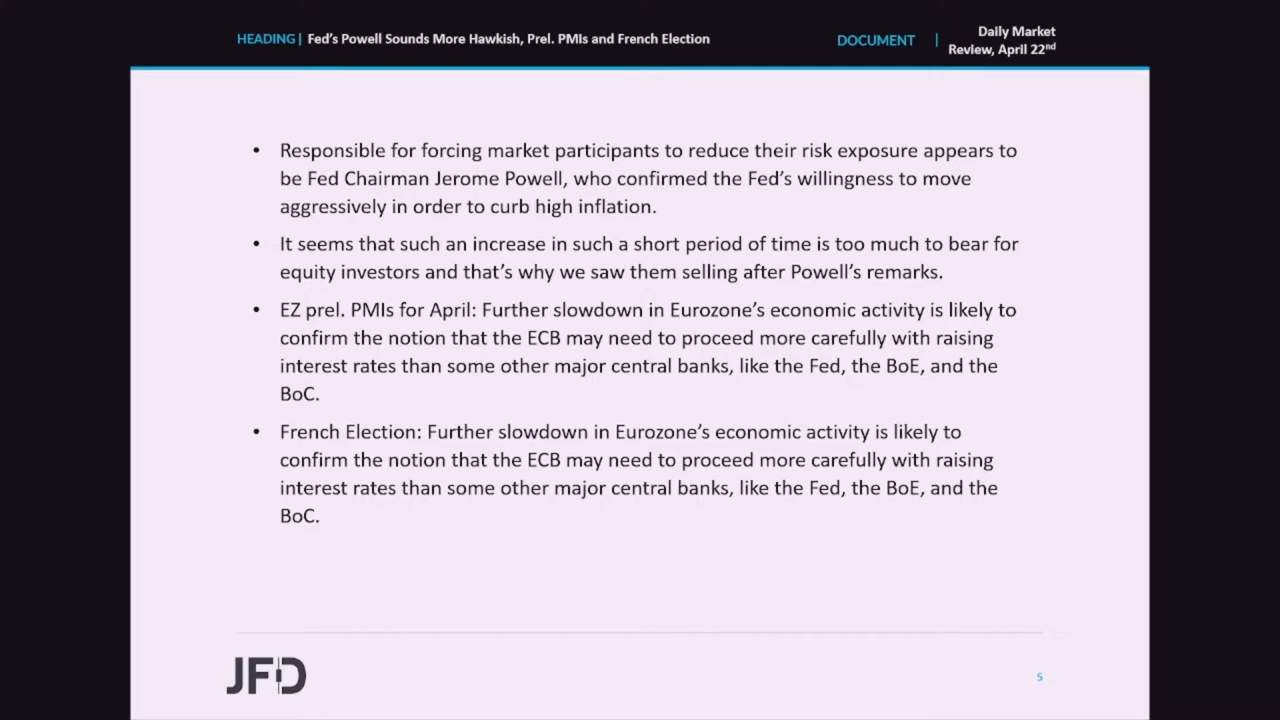 HEADING| Fed's Powell Sounds More Hawkish, Prel. PMIs and French Election
DOCUMENT | Daily Market
Review, April 22nd
• Responsible for forcing market participants to reduce their risk exposure appears to
be Fed Chairman Jerome Powell, who confirmed the Fed's willingness to move
aggressively in order to curb high inflation.
• It seems that such an increase in such a short period of time is too much to bear for
equity investors and that's why we saw them selling after Powell's remarks.
• EZ prel. PMIs for April: Further slowdown in Eurozone's economic activity is likely to
confirm the notion that the ECB may need to proceed more carefully with raising
interest rates than some other major central banks, like the Fed, the BoE, and the
BoC.
• French Election: Further slowdown in Eurozone's economic activity is likely to
confirm the notion that the ECB may need to proceed more carefully with raising
interest rates than some other major central banks, like the Fed, the BoE, and the
BoC.
JFD
5